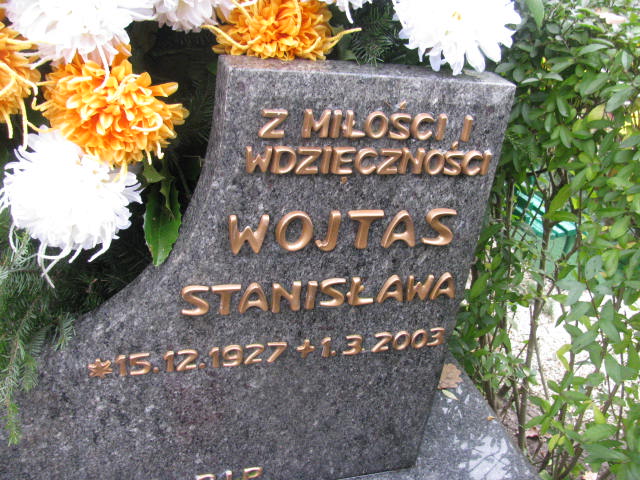 Z MIŁOŚCI I
WDZIĘCZNOŚCI
WOJTAS
STANISŁAWA
*15.12.1927 +1.3.2003
R.I.P.